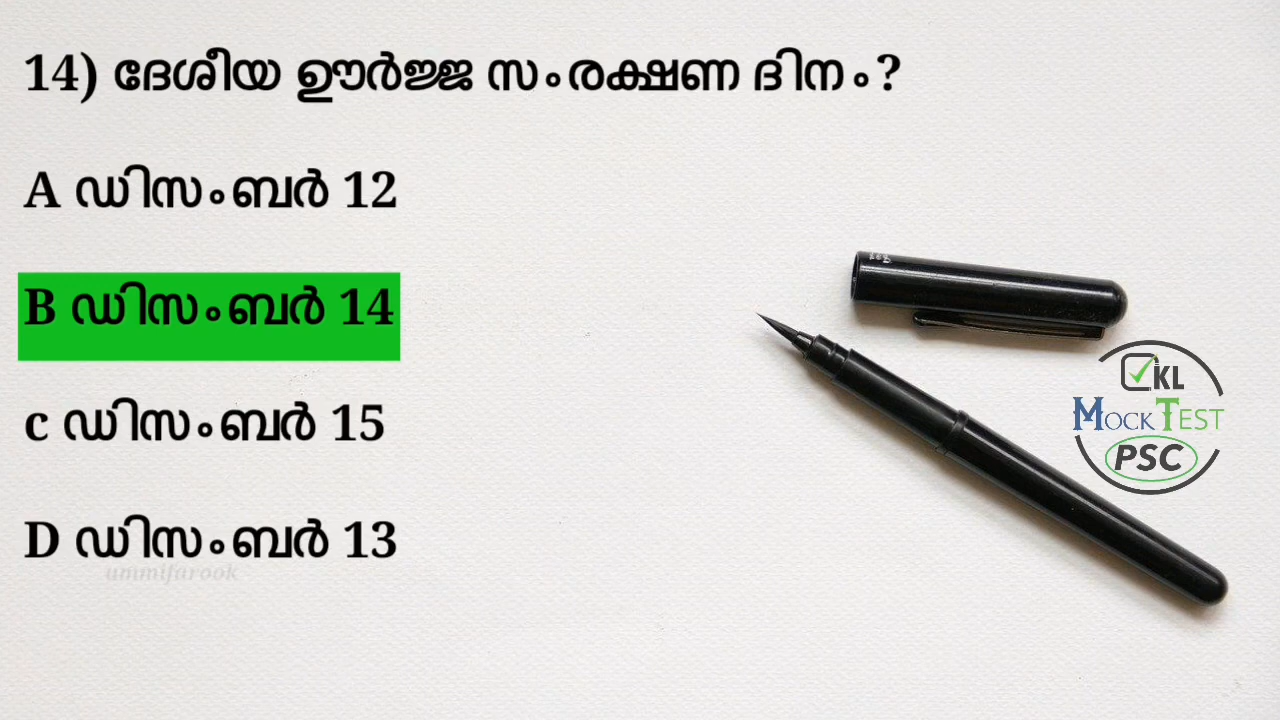 14) ദേശീയ ഊർജ്ജ സംരക്ഷണ ദിനം?
A ഡിസംബർ 12
B ഡിസംബർ 14
c ഡിസംബർ 15
D ഡിസംബർ 13
ummifarook
KL
MOCK TEST
PSC